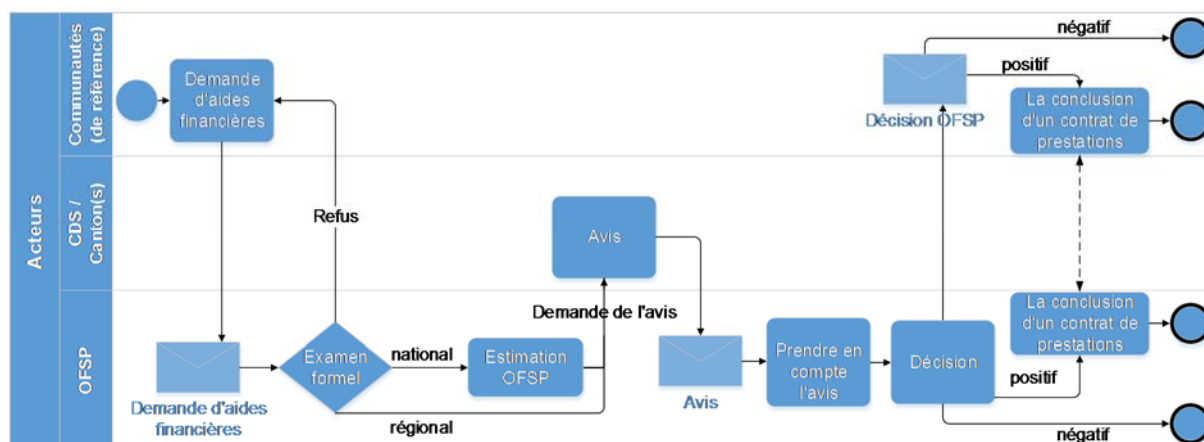 Acteurs
Communautés
(de référence)
Demande
d'aides
financières
négatif
positif
Décision OFSP
La conclusion
d'un contrat de
prestations
CDS /
Canton(s)
Refus
Avis
OFSP
Demande de l'avis
Examen
formel
national
Estimation
OFSP
régional
Demande d'aides
financières
Avis
Prendre en
compte
l'avis
Décision
La conclusion
d'un contrat de
prestations
positif
négatif